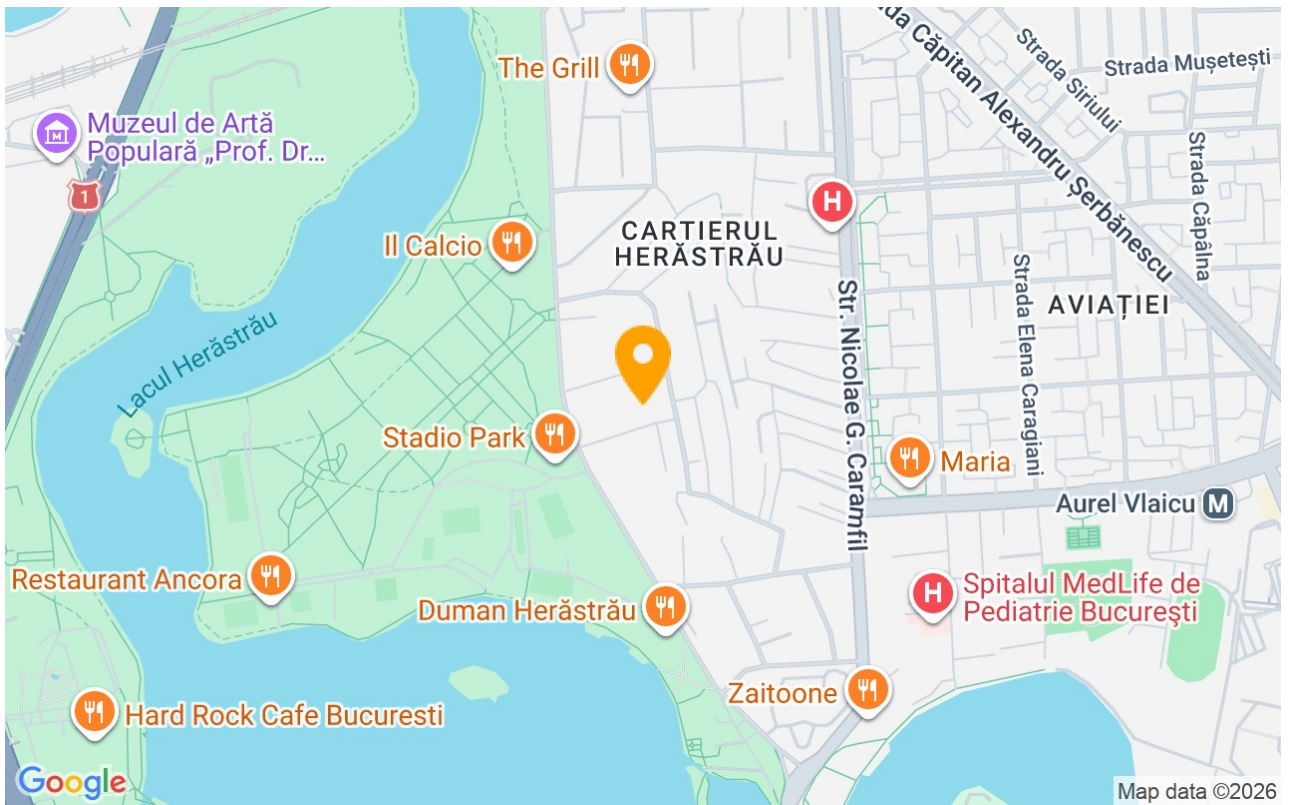 The Grill
da Căpitan Alexandru Șerbănescu
Strada Siriului
Strada Mușetești
Muzeul de Artă
Populară „Prof. Dr...
1
H
Strada Căpâlna
Il Calcio
CARTIERUL
HERĂSTRĂU
Strada Elena Caragiani
AVIAȚIEI
Str. Nicolae G. Caramfil
Lacul Herăstrău
Stadio Park
Maria
Aurel Vlaicu M
Restaurant Ancora
Duman Herăstrău
H
Spitalul MedLife de
Pediatrie București
Zaitoone
Hard Rock Cafe Bucuresti
Google
Map data ©2026